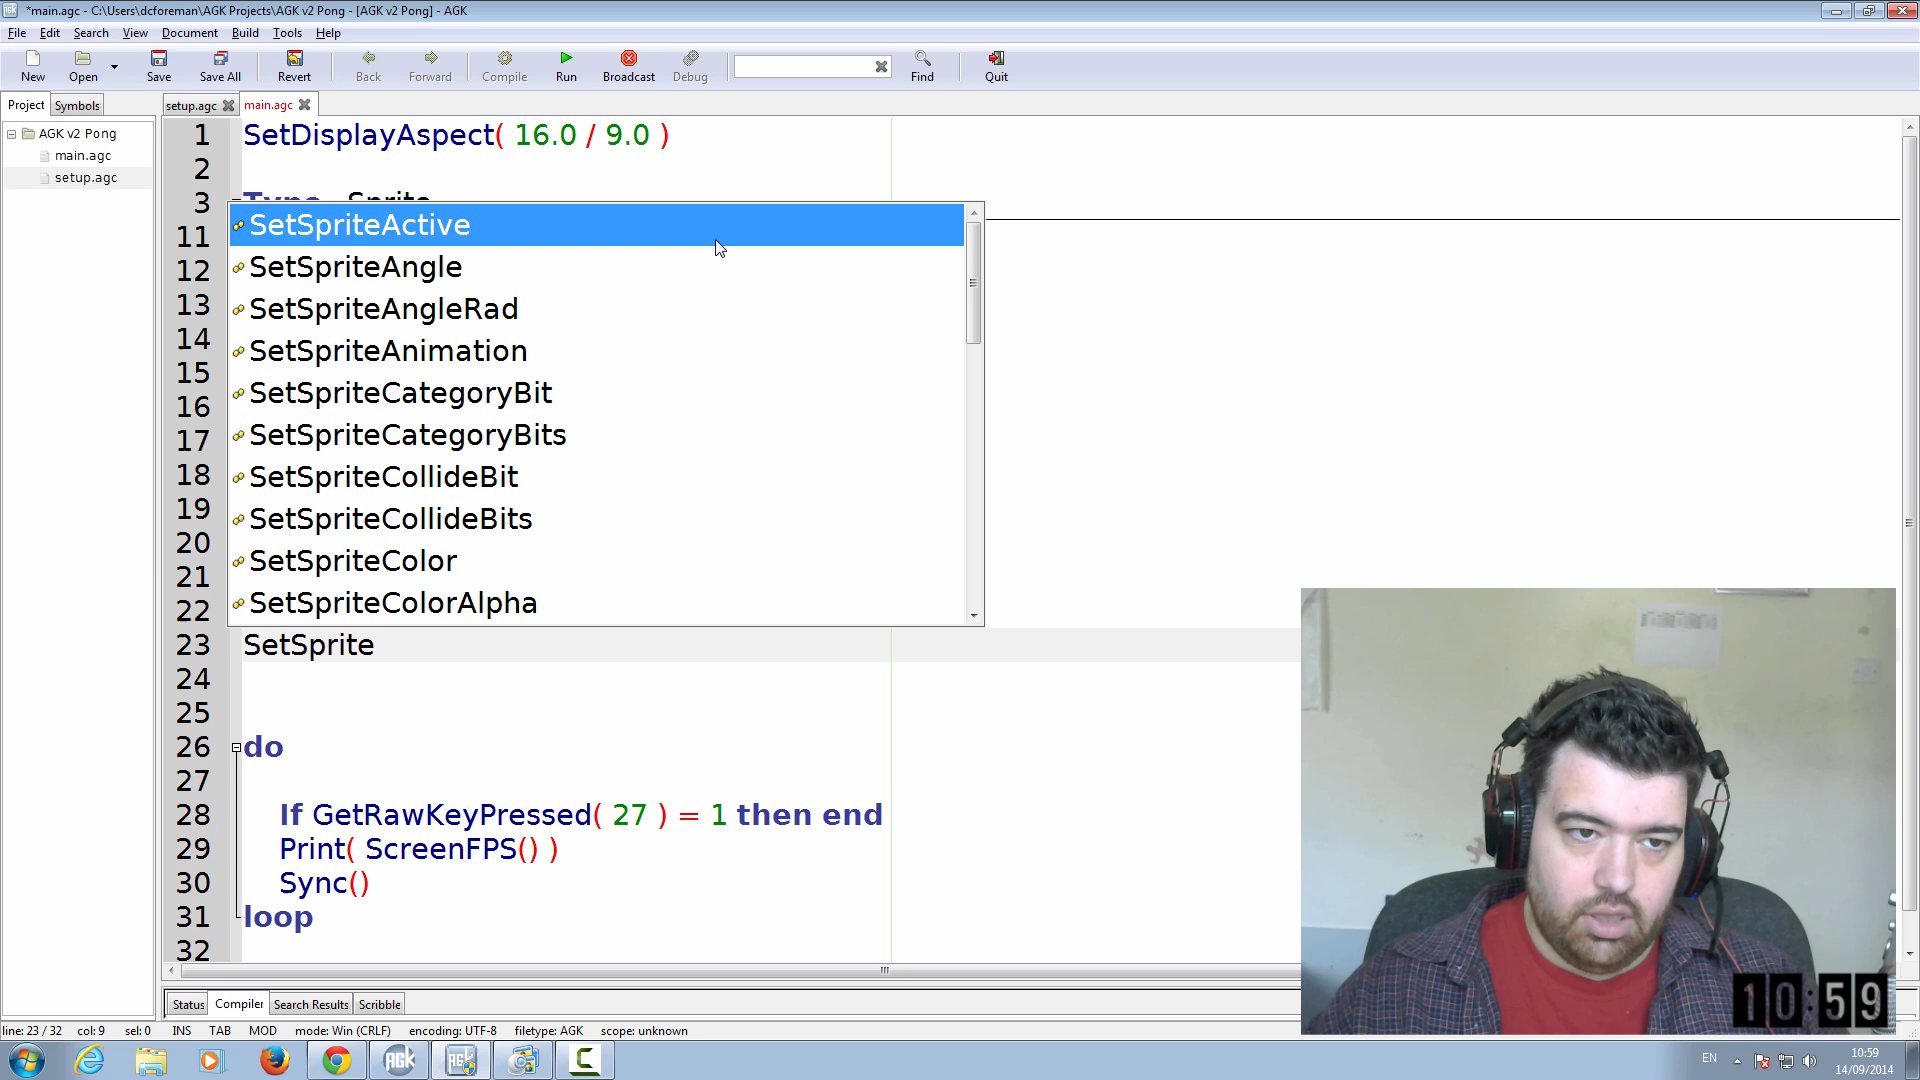 *main.agc - C:\Users\dcforeman\AGK Projects\AGK v2 Pong - [AGK v2 Pong] - AGK
File Edit Search View Document Build Tools Help
New Open Save Save All Revert Back Forward Compile Run Broadcast Debug Find Quit
Project Symbols setup.agc main.agc
AGK v2 Pong
main.agc
setup.agc
1 SetDisplayAspect( 16.0 / 9.0 )
2
3 Type Sprite
SetSpriteActive
11
SetSpriteAngle
12
SetSpriteAngleRad
13
SetSpriteAnimation
14
15
SetSpriteCategoryBit
16
SetSpriteCategoryBits
17
SetSpriteCollideBit
18
SetSpriteCollideBits
19
20
SetSpriteColor
21
SetSpriteColorAlpha
22
23 SetSprite
24
25
26 do
27
28 If GetRawKeyPressed( 27 ) = 1 then end
29 Print( ScreenFPS() )
30 Sync()
31 loop
32
Status Compiler Search Results Scribble
line: 23 / 32 col: 9 sel: 0 INS TAB MOD mode: Win (CRLF) encoding: UTF-8 filetype: AGK scope: unknown
10:59
AGK
EN
10:59
14/09/2014